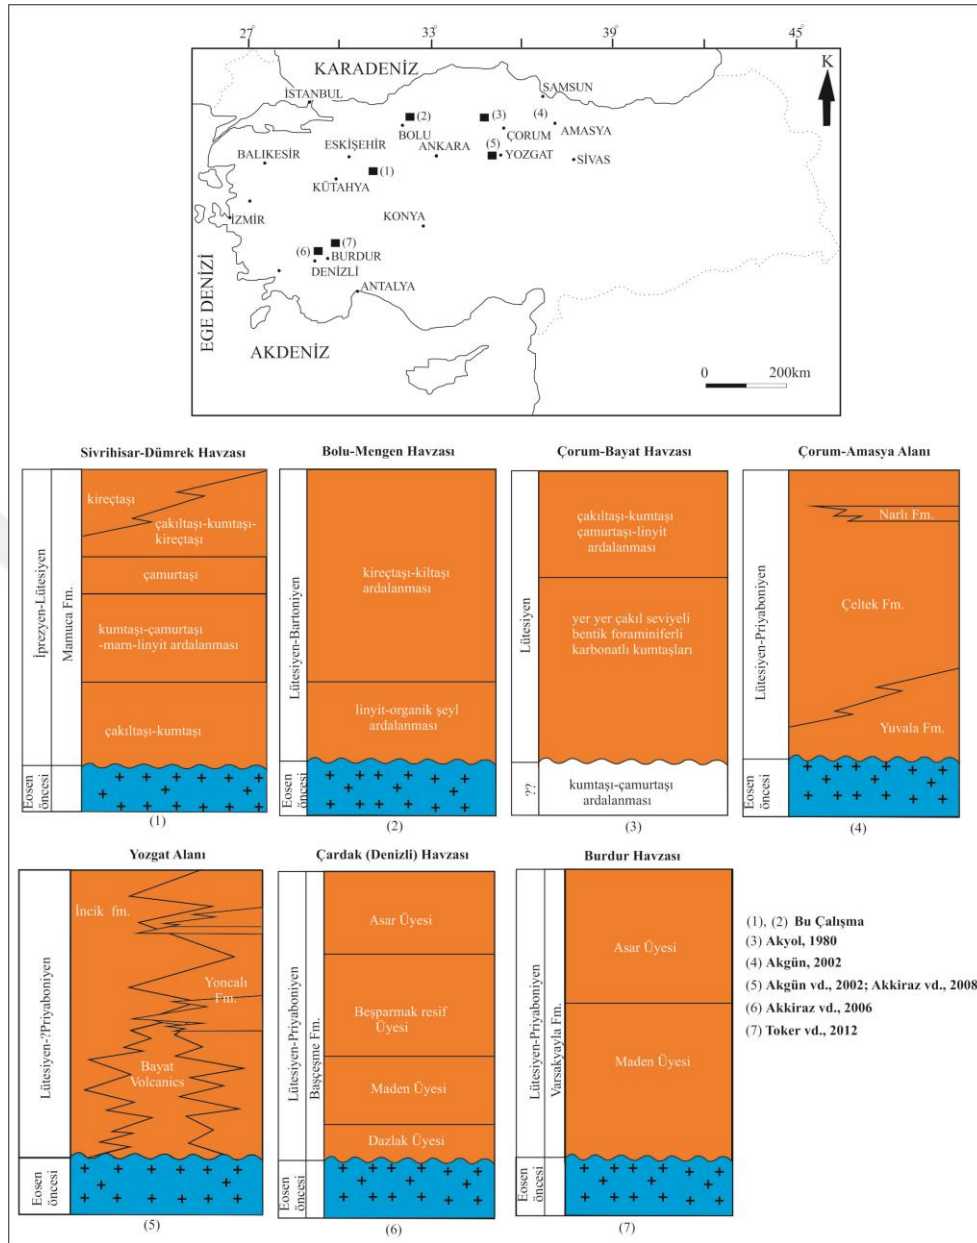 27°
33°
39°
45°
KARADENİZ
K
İSTANBUL
SAMSUN
(2)
(3)
(4)
BOLU
ÇORUM
AMASYA
ESKİŞEHİR
ANKARA
(5)
YOZGAT
BALIKESİR
SİVAS
(1)
KÜTAHYA
İZMİR
KONYA
(7)
(6)
BURDUR
DENİZLİ
ANTALYA
EGE DENİZİ
AKDENİZ
0
200km
Sivrihisar-Dümrek Havzası
İprezyen-Lütesiyen
Mamuca Fm.
kireçtaşı
çakıltaşı-kumtaşı-
kireçtaşı
çamurtaşı
kumtaşı-çamurtaşı
-marn-linyit ardalanması
çakıltaşı-kumtaşı
Eosen
öncesi
(1)
Bolu-Mengen Havzası
Lütesiyen-Bartoniyen
kireçtaşı-kiltaşı
ardalanması
linyit-organik şeyl
ardalanması
Eosen
öncesi
(2)
Çorum-Bayat Havzası
Lütesiyen
çakıltaşı-kumtaşı
çamurtaşı-linyit
ardalanması
yer yer çakıl seviyeli
bentik foraminiferli
karbonatlı kumtaşları
??
kumtaşı-çamurtaşı
ardalanması
(3)
Çorum-Amasya Alanı
Lütesiyen-Priyaboniyen
Narlı Fm.
Çeltek Fm.
Yuvala Fm.
Eosen
öncesi
(4)
Yozgat Alanı
Lütesiyen-?Priyaboniyen
İncik fm.
Yoncalı
Fm.
Bayat
Volcanics
Eosen
öncesi
(5)
Çardak (Denizli) Havzası
Lütesiyen-Priyaboniyen
Başçeşme Fm.
Asar Üyesi
Beşparmak resif
Üyesi
Maden Üyesi
Dazlak Üyesi
Eosen
öncesi
(6)
Burdur Havzası
Lütesiyen-Priyaboniyen
Varsakyayla Fm.
Asar Üyesi
Maden Üyesi
Eosen
öncesi
(7)
(1), (2) Bu Çalışma
(3) Akyol, 1980
(4) Akgün, 2002
(5) Akgün vd., 2002; Akkiraz vd., 2008
(6) Akkiraz vd., 2006
(7) Toker vd., 2012